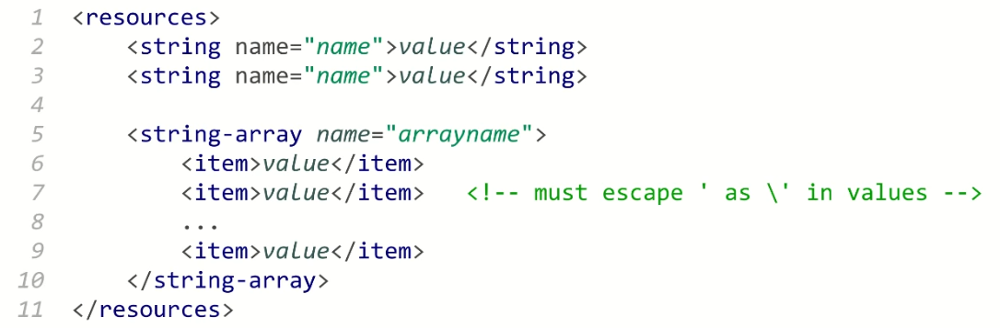 1 <resources>
2     <string name="name">value</string>
3     <string name="name">value</string>
4
5     <string-array name="arrayname">
6         <item>value</item>
7         <item>value</item>   <!-- must escape ' as \' in values -->
8         ...
9         <item>value</item>
10     </string-array>
11 </resources>